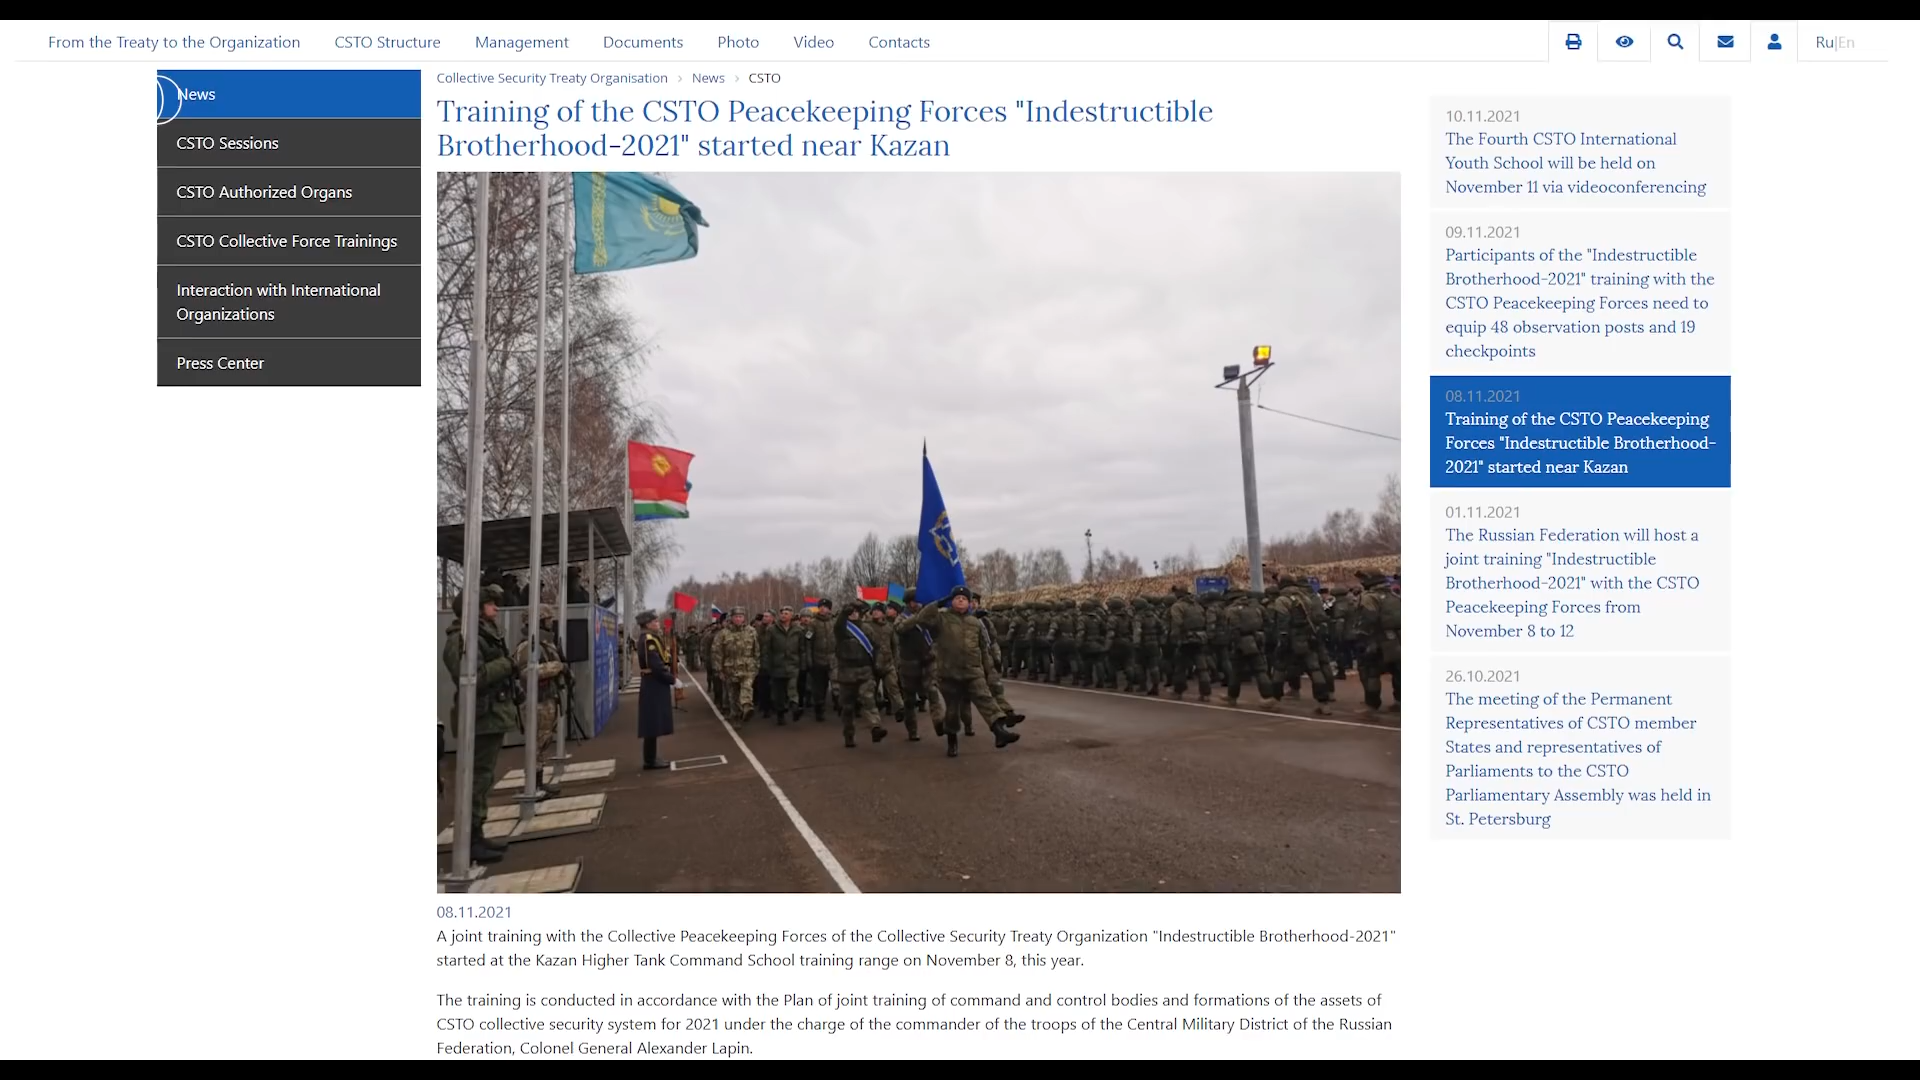 From the Treaty to the Organization
CSTO Structure
Management
Documents
Photo
Video
Contacts
Ru|En
News
CSTO Sessions
CSTO Authorized Organs
CSTO Collective Force Trainings
Interaction with International
Organizations
Press Center
Collective Security Treaty Organisation › News › CSTO
Training of the CSTO Peacekeeping Forces "Indestructible
Brotherhood-2021" started near Kazan
08.11.2021
A joint training with the Collective Peacekeeping Forces of the Collective Security Treaty Organization "Indestructible Brotherhood-2021"
started at the Kazan Higher Tank Command School training range on November 8, this year.
The training is conducted in accordance with the Plan of joint training of command and control bodies and formations of the assets of
CSTO collective security system for 2021 under the charge of the commander of the troops of the Central Military District of the Russian
Federation, Colonel General Alexander Lapin.
10.11.2021
The Fourth CSTO International
Youth School will be held on
November 11 via videoconferencing
09.11.2021
Participants of the "Indestructible
Brotherhood-2021" training with the
CSTO Peacekeeping Forces need to
equip 48 observation posts and 19
checkpoints
08.11.2021
Training of the CSTO Peacekeeping
Forces "Indestructible Brotherhood-
2021" started near Kazan
01.11.2021
The Russian Federation will host a
joint training "Indestructible
Brotherhood-2021" with the CSTO
Peacekeeping Forces from
November 8 to 12
26.10.2021
The meeting of the Permanent
Representatives of CSTO member
States and representatives of
Parliaments to the CSTO
Parliamentary Assembly was held in
St. Petersburg